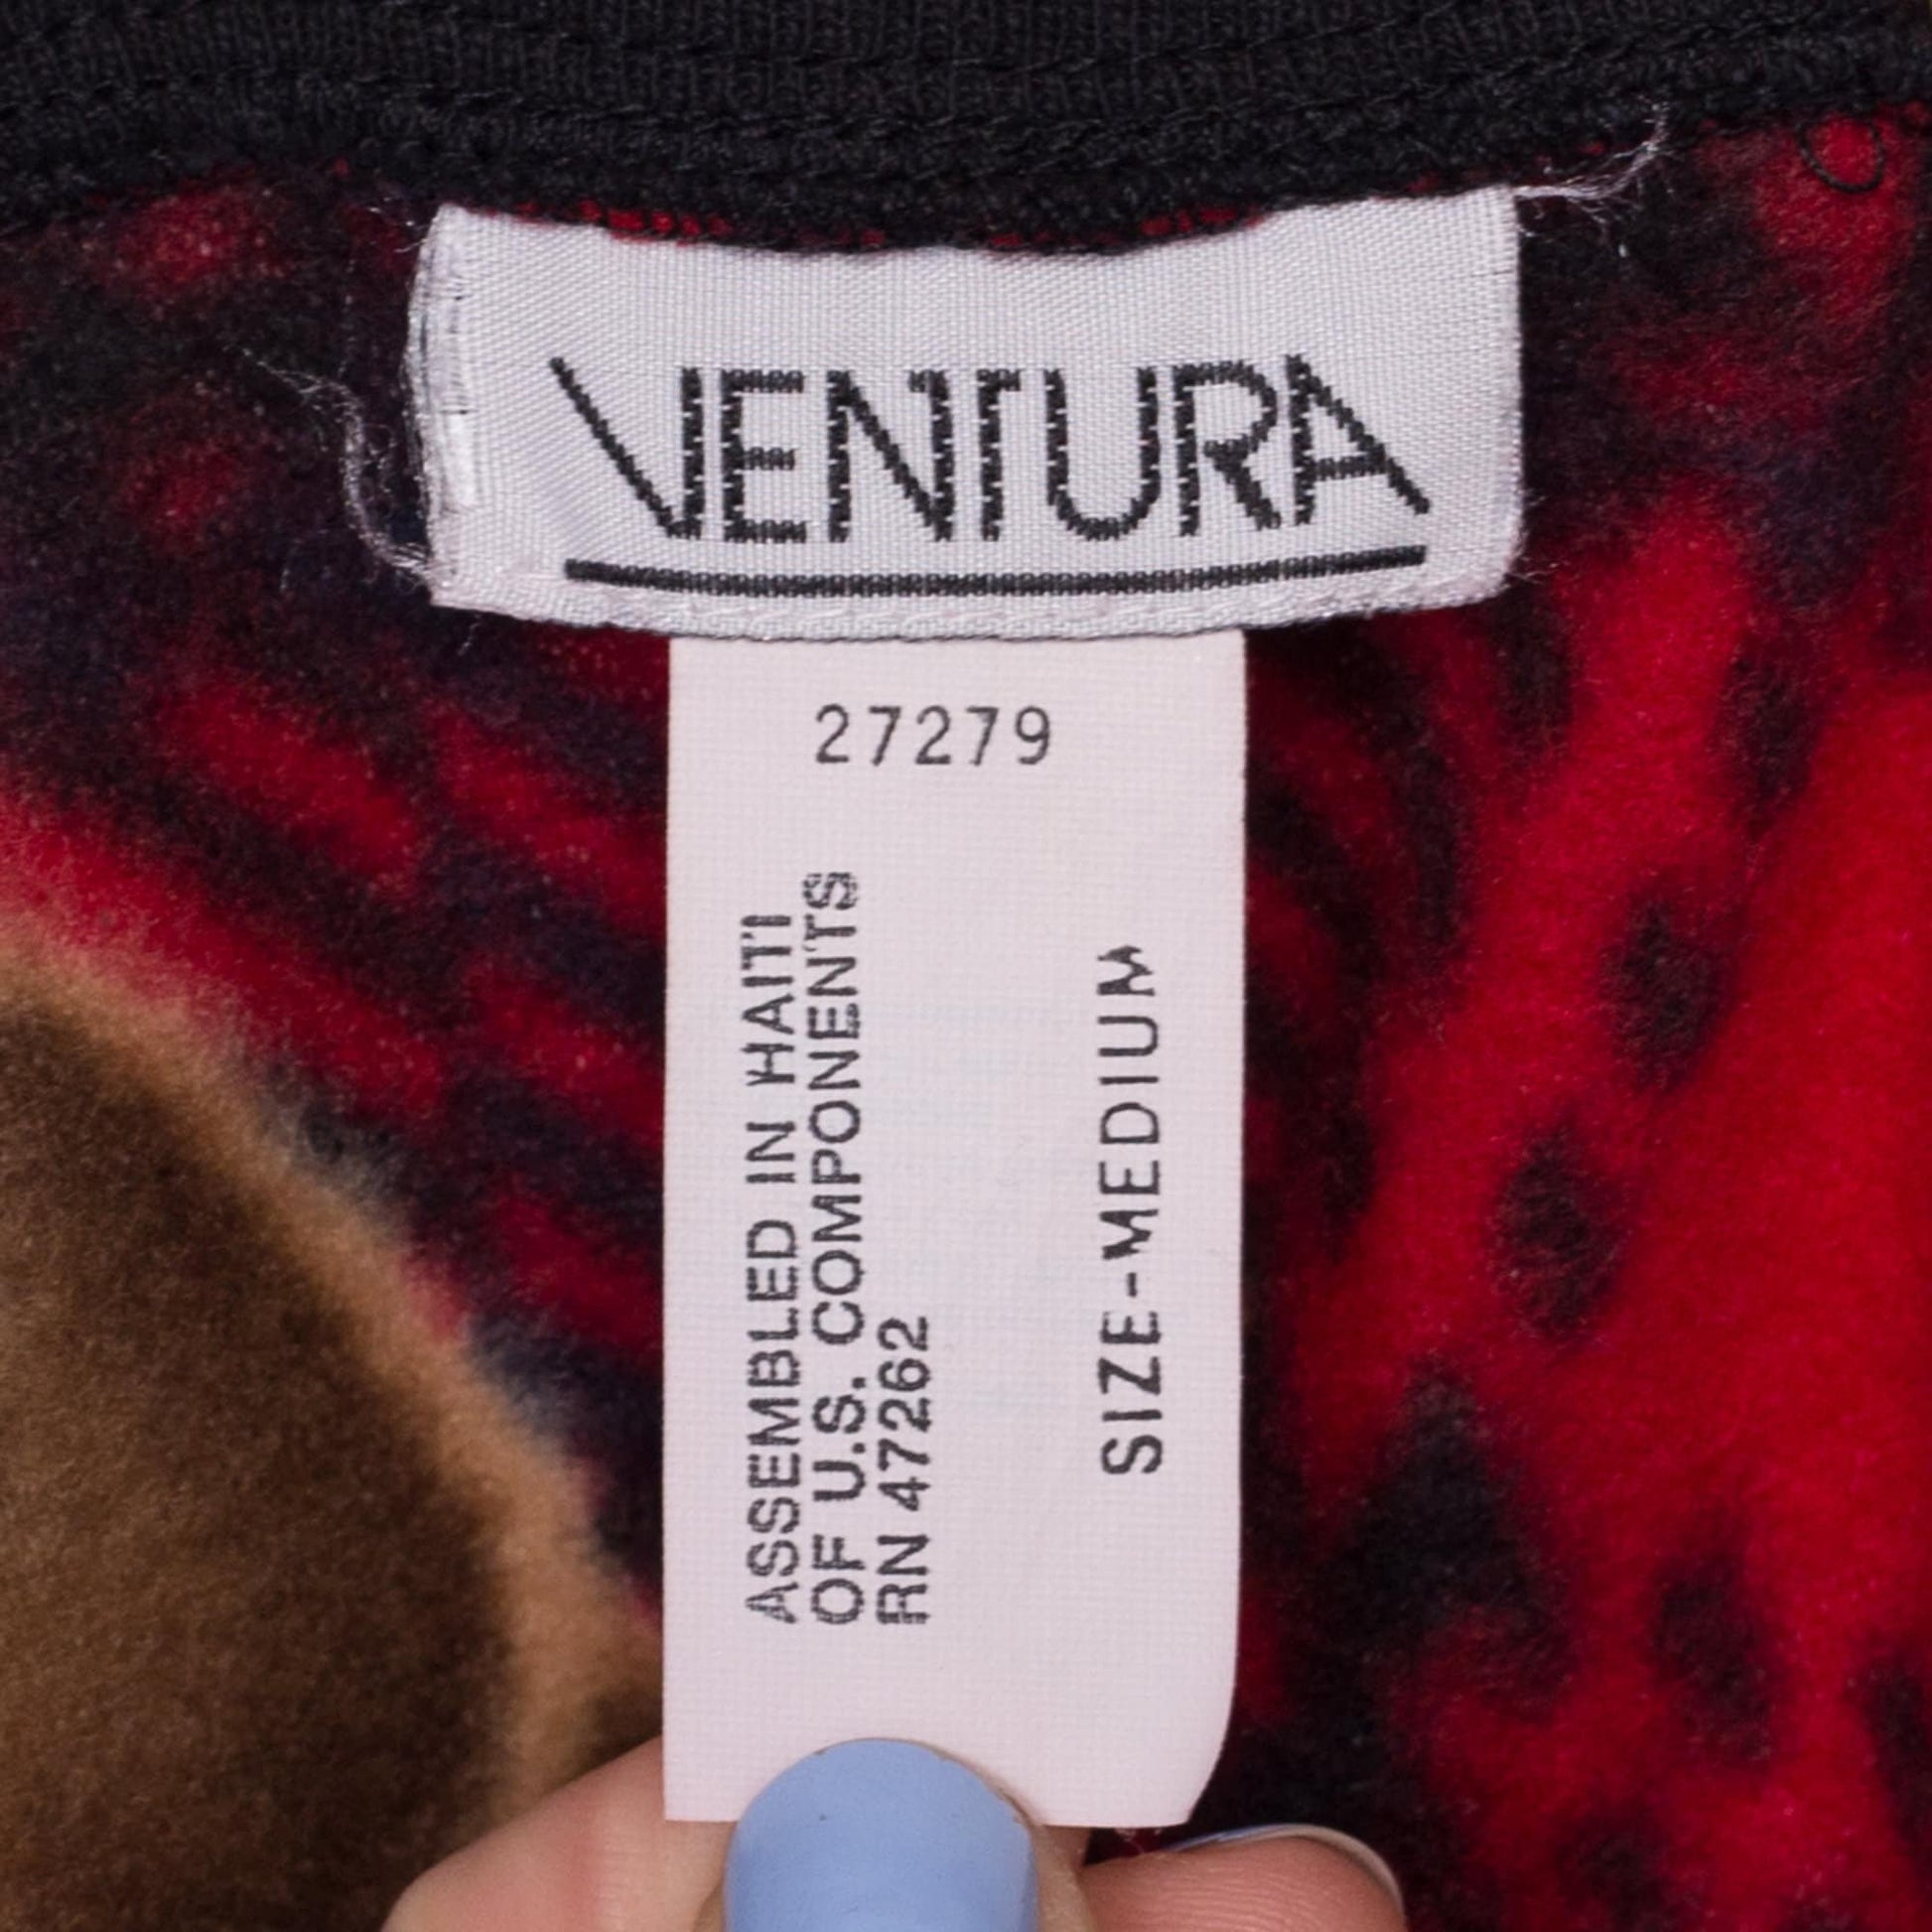 VENTURA
27279
ASSEMBLED IN HAITI
OF U.S. COMPONENTS
RN 47262
SIZE-MEDIUM